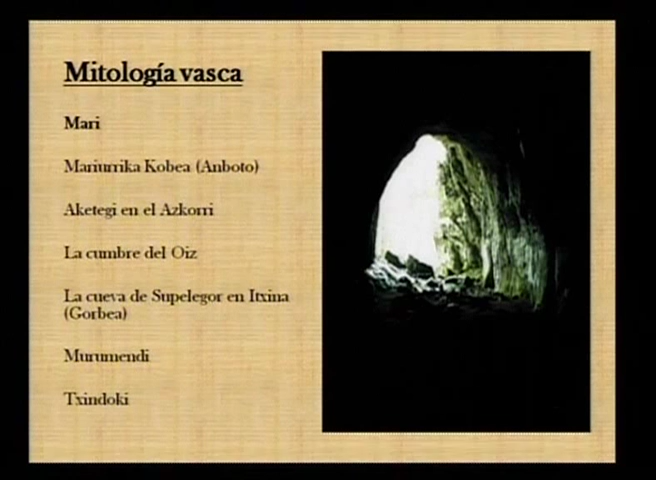 Mitología vasca
Mari
Mariurrika Kobea (Anboto)
Aketegi en el Azkorri
La cumbre del Oiz
La cueva de Supelegor en Itxina
(Gorbea)
Murumendi
Txindoki